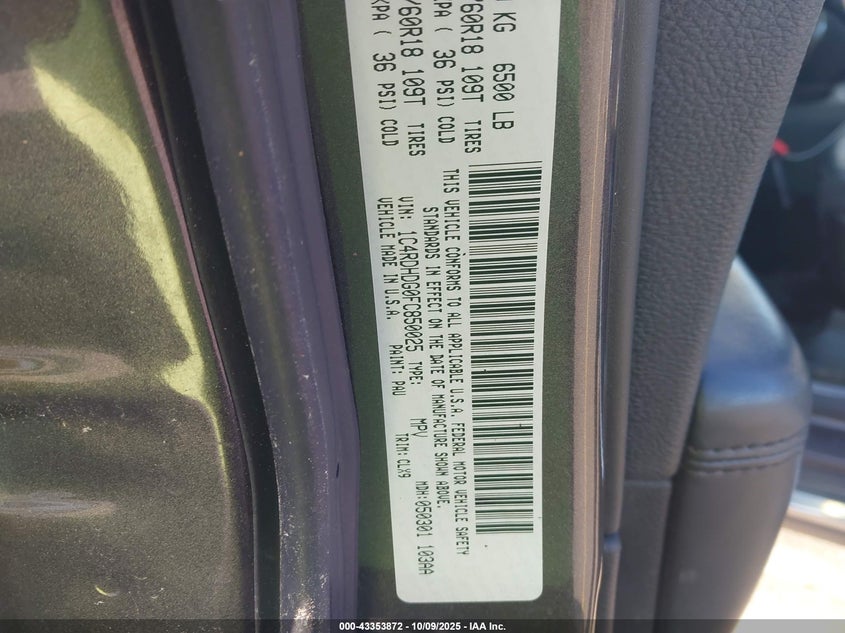 KG 6500 LB
60R18 109T TIRES
PA ( 36 PSI) COLD
/60R18 109T TIRES
KPA ( 36 PSI) COLD
THIS VEHICLE CONFORMS TO ALL APPLICABLE U.S.A. FEDERAL MOTOR VEHICLE SAFETY
STANDARDS IN EFFECT ON THE DATE OF MANUFACTURE SHOWN ABOVE.
VIN: 1C4RDHDG0FC850025 TYPE: MPV MDH:050301 103AA
VEHICLE MADE IN U.S.A. PAINT: PAU TRIM:CLX9
000-43353872 - 10/09/2025 - IAA Inc.